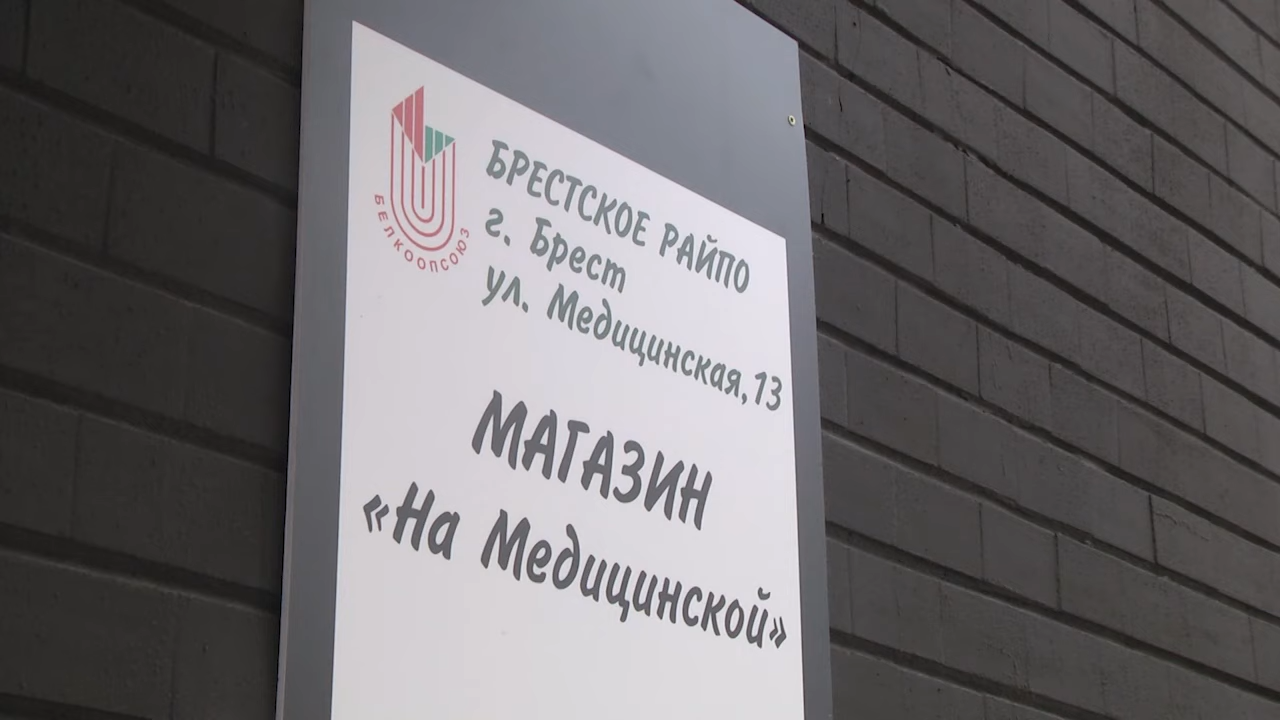 БЕЛКООПСОЮЗ
БРЕСТСКОЕ РАЙПО
г. Брест
ул. Медицинская, 13
МАГАЗИН
«На Медицинской»